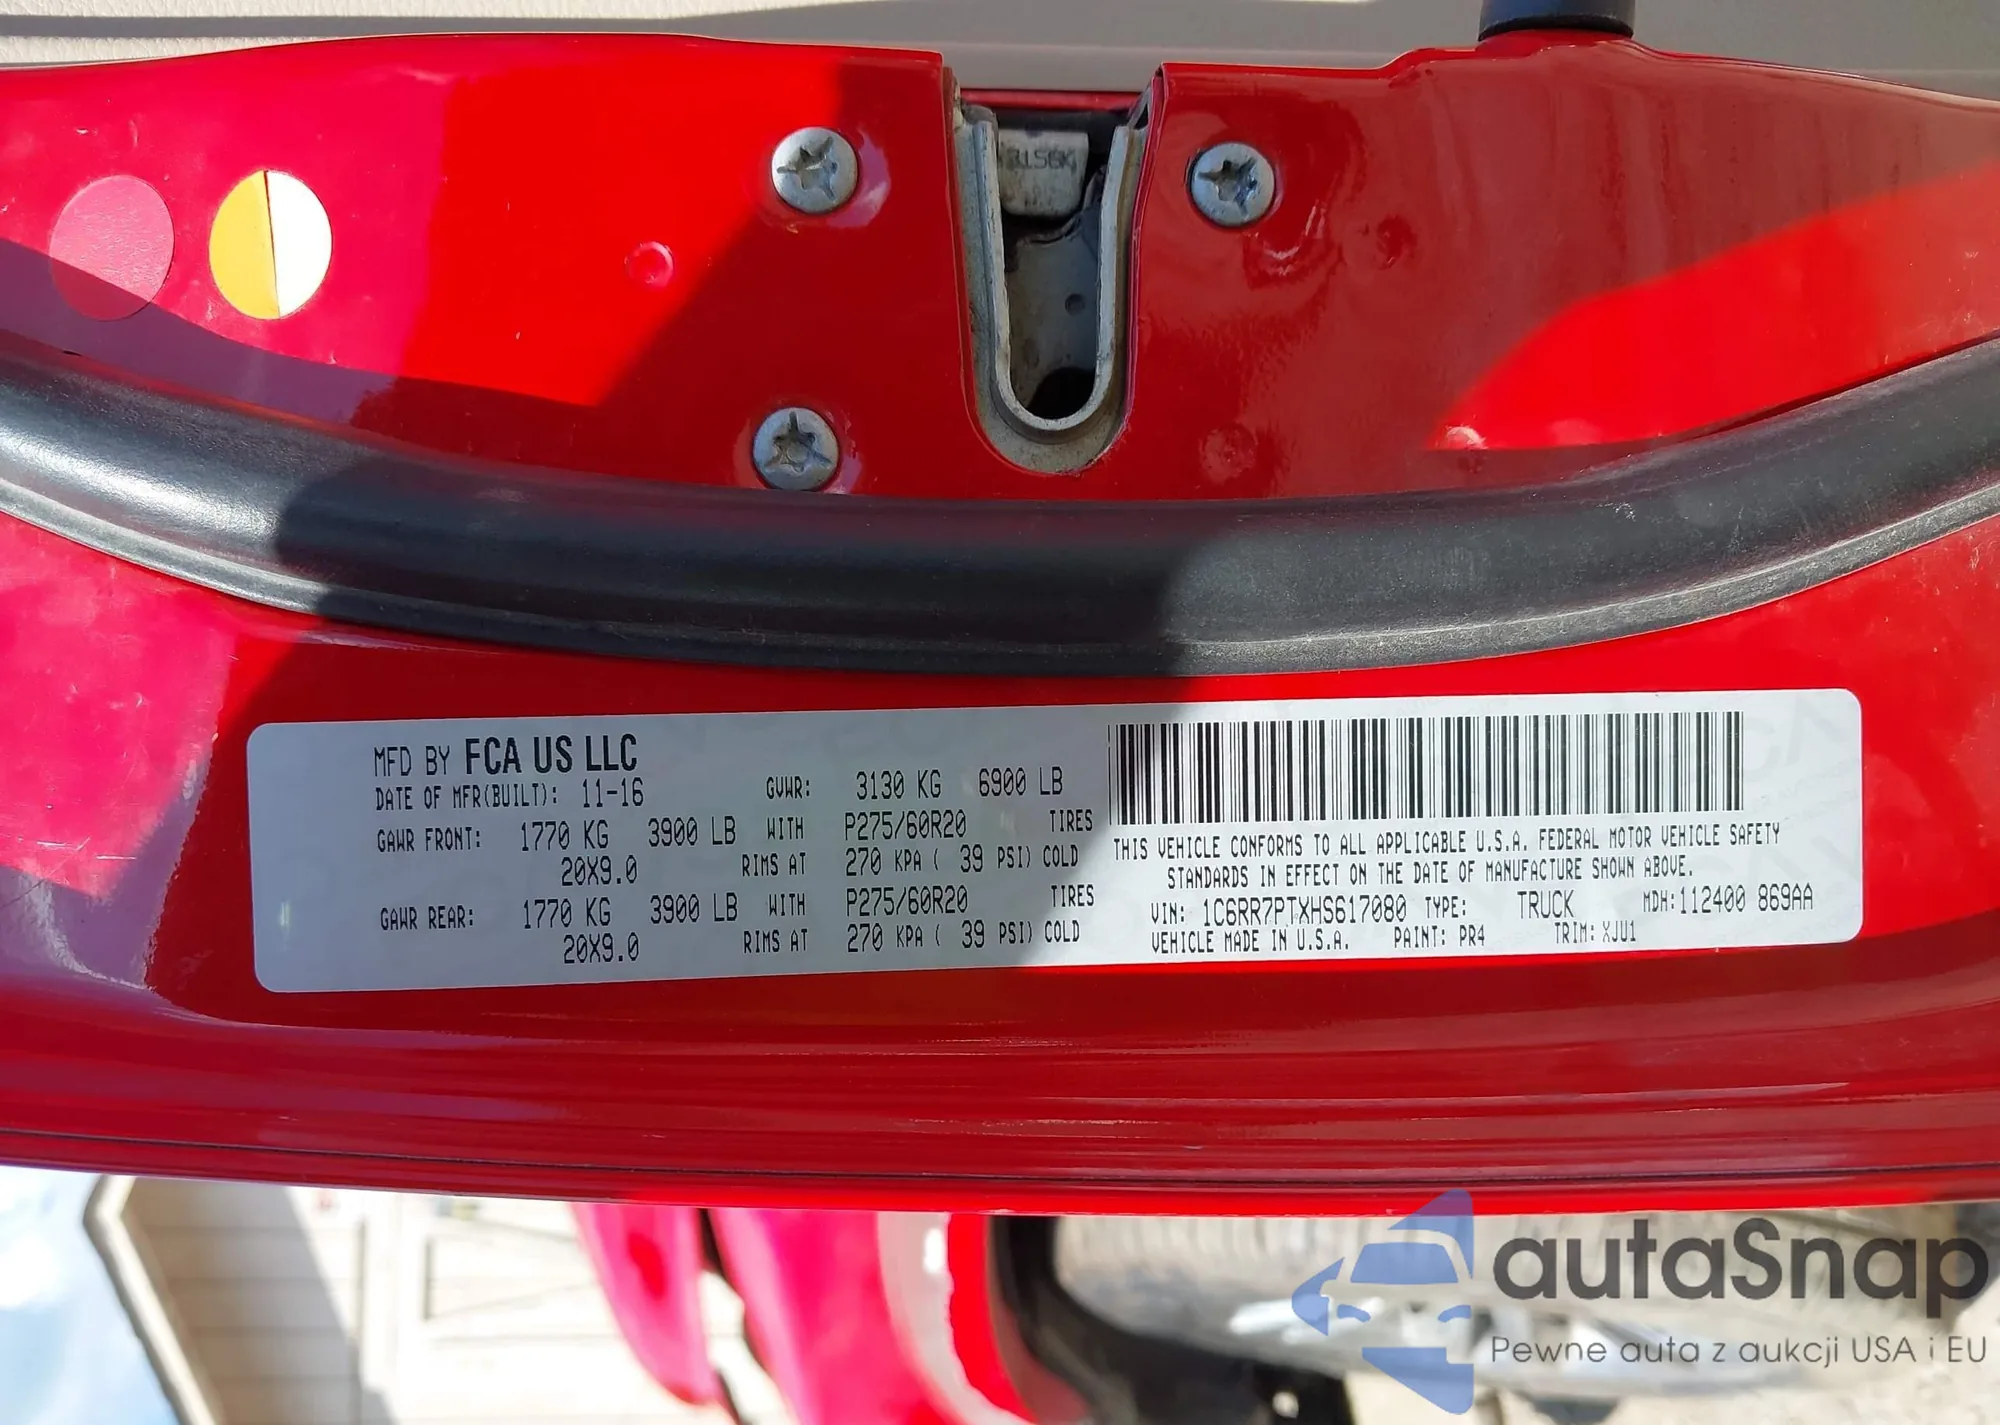 MFD BY FCA US LLC
DATE OF MFR(BUILT): 11-16 GVWR: 3130 KG 6900 LB
GAWR FRONT: 1770 KG 3900 LB WITH P275/60R20 TIRES
20X9.0 RIMS AT 270 KPA ( 39 PSI) COLD
GAWR REAR: 1770 KG 3900 LB WITH P275/60R20 TIRES
20X9.0 RIMS AT 270 KPA ( 39 PSI) COLD
THIS VEHICLE CONFORMS TO ALL APPLICABLE U.S.A. FEDERAL MOTOR VEHICLE SAFETY
STANDARDS IN EFFECT ON THE DATE OF MANUFACTURE SHOWN ABOVE.
VIN: 1C6RR7PTXHS617080 TYPE: TRUCK MDH:112400 869AA
VEHICLE MADE IN U.S.A. PAINT: PR4 TRIM: XJU1
autaSnap
Pewne auta z aukcji USA i EU